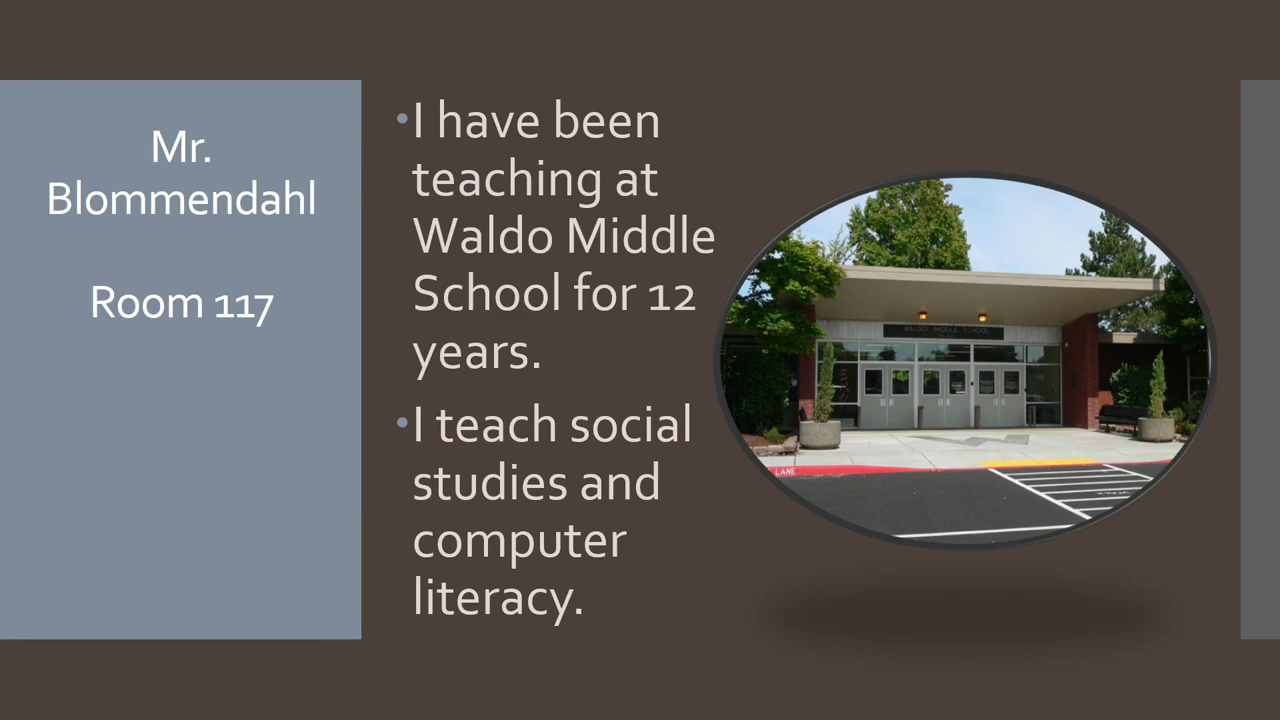 Mr.
Blommendahl
Room 117
•I have been
teaching at
Waldo Middle
School for 12
years.
•I teach social
studies and
computer
literacy.
WALDO MIDDLE SCHOOL
LANE